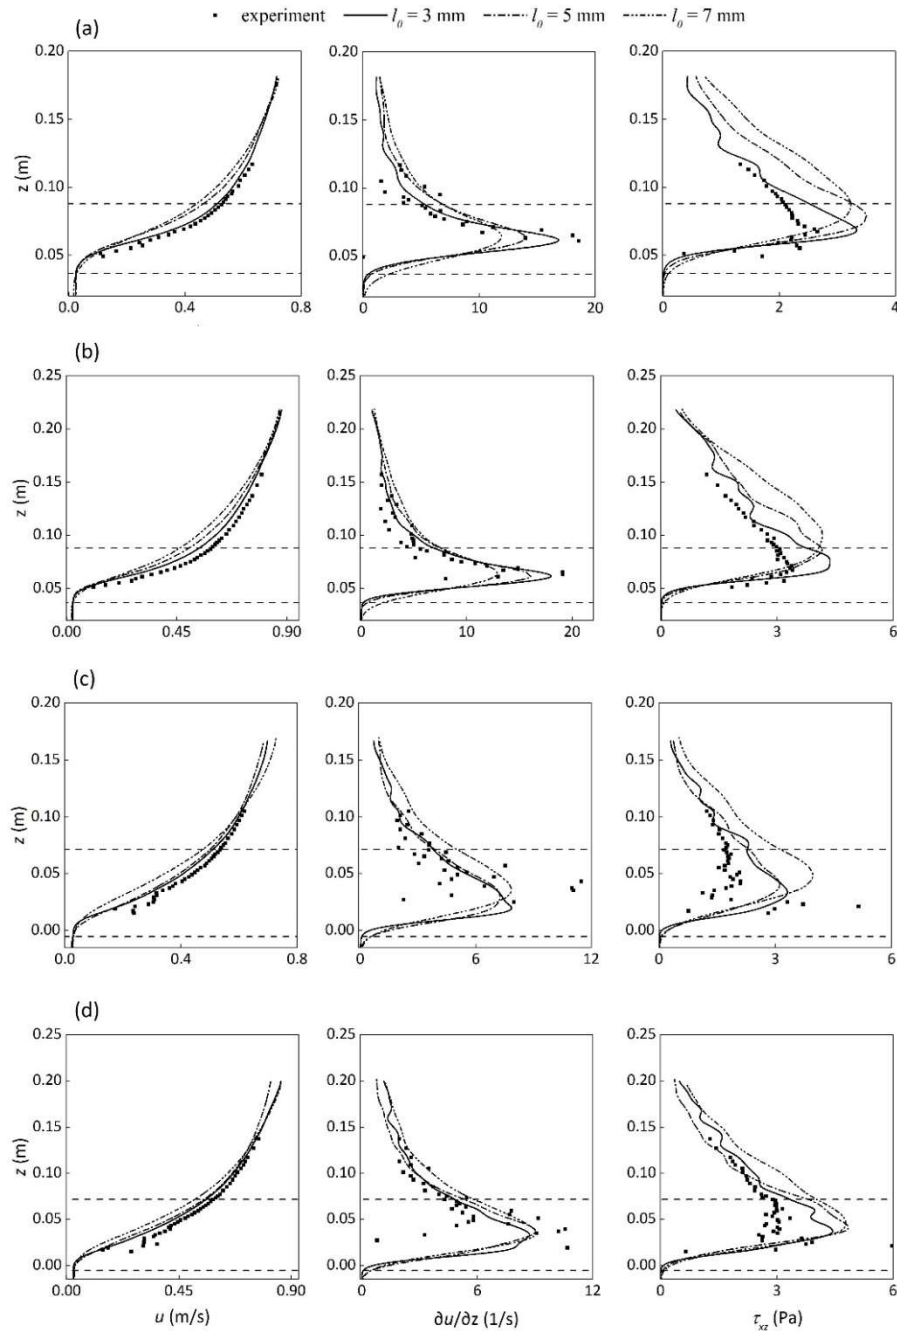 experiment l₀ = 3 mm l₀ = 5 mm l₀ = 7 mm
(a)
0.20
0.15
0.10
0.05
z (m)
0.0 0.4 0.8
0 10 20
0 2 4
(b)
0.25
0.20
0.15
0.10
0.05
z (m)
0.00 0.45 0.90
0 10 20
0 3 6
(c)
0.20
0.15
0.10
0.05
0.00
z (m)
0.0 0.4 0.8
0 6 12
0 3 6
(d)
0.25
0.20
0.15
0.10
0.05
0.00
z (m)
0.00 0.45 0.90
0 6 12
0 3 6
u (m/s) ∂u/∂z (1/s) τxz (Pa)